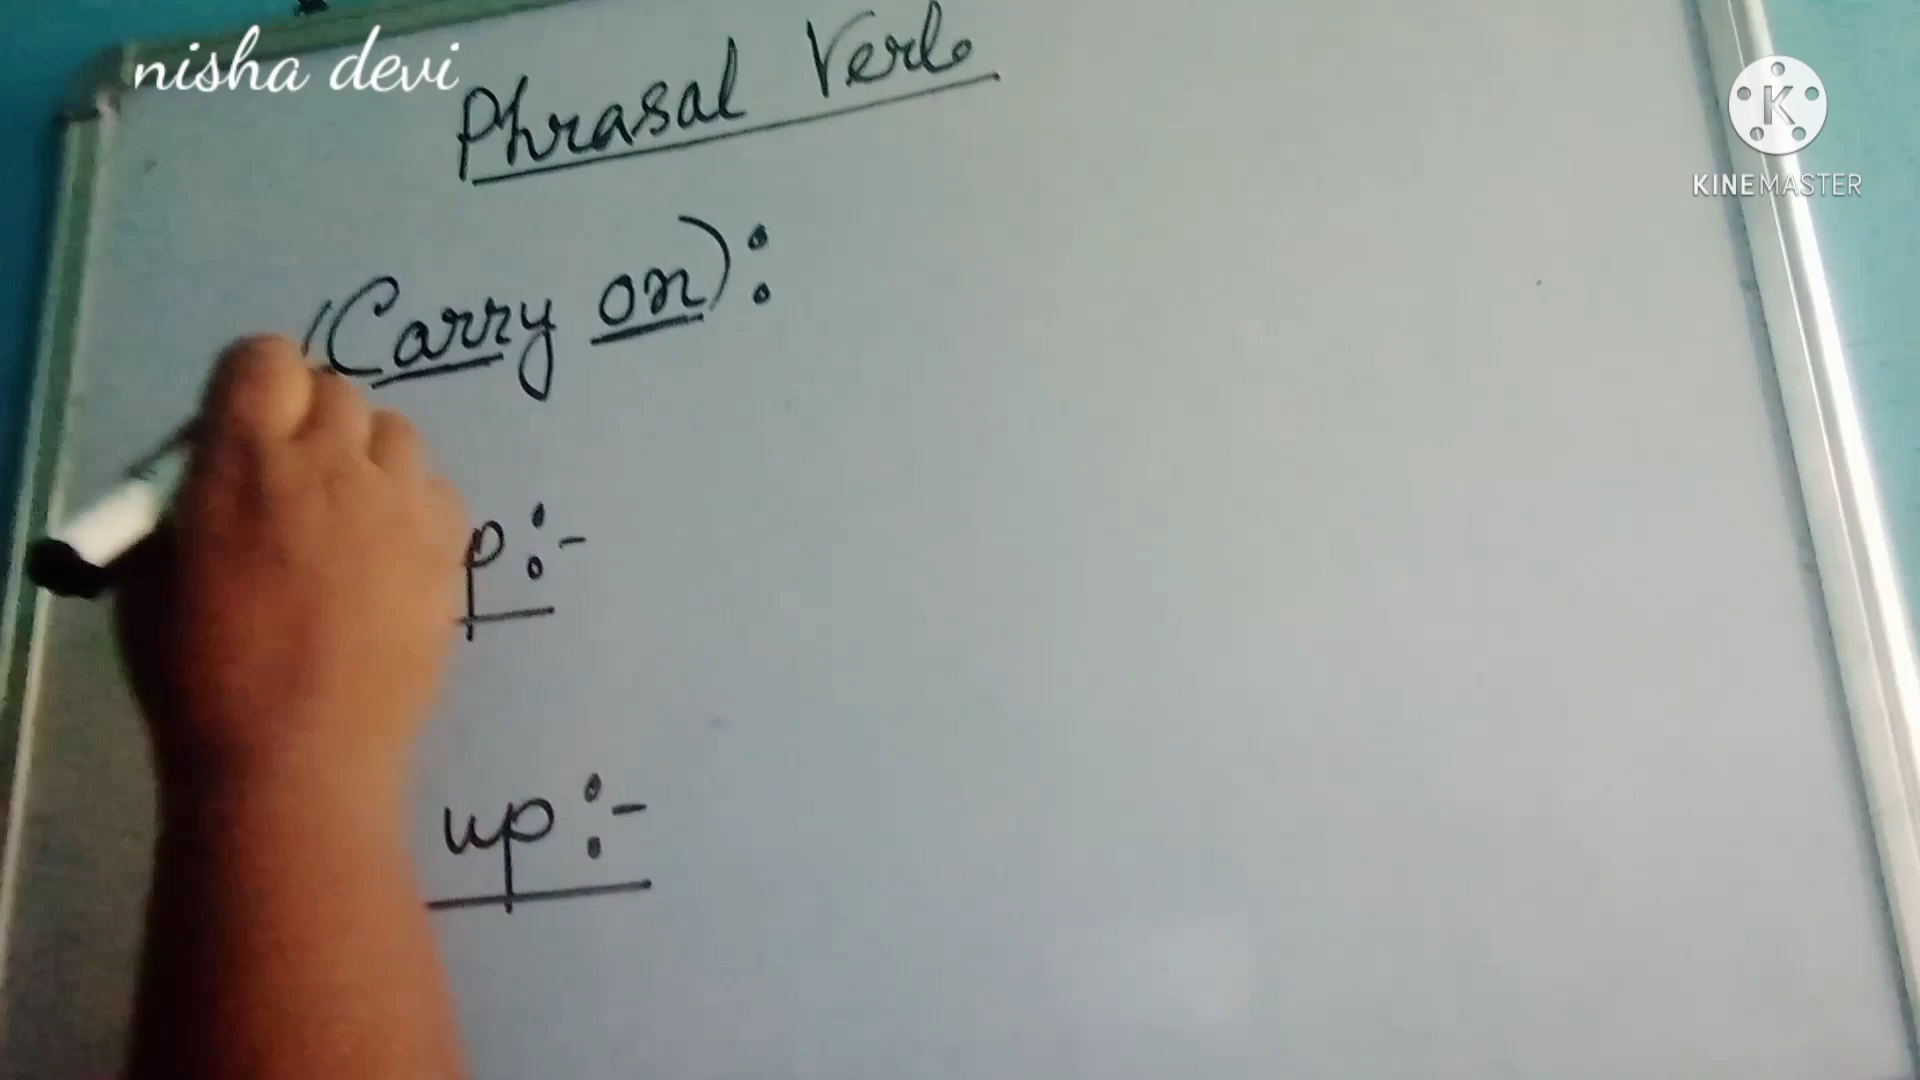 nisha devi
Phrasal Verb
KINEMASTER
(Carry on):
p:-
up:-